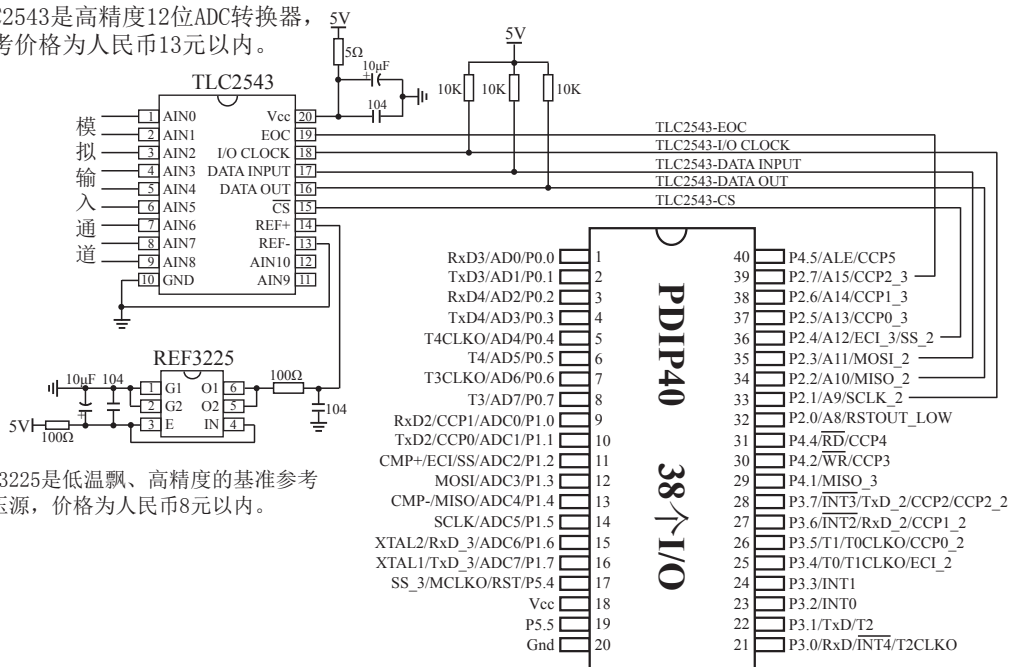 C2543是高精度12位ADC转换器，
考价格为人民币13元以内。
5V
5Ω
10μF
+
104
5V
10K
10K
10K
TLC2543
模拟输入通道
1 AIN0
2 AIN1
3 AIN2
4 AIN3
5 AIN4
6 AIN5
7 AIN6
8 AIN7
9 AIN8
10 GND
Vcc 20
EOC 19
I/O CLOCK 18
DATA INPUT 17
DATA OUT 16
CS 15
REF+ 14
REF- 13
AIN10 12
AIN9 11
TLC2543-EOC
TLC2543-I/O CLOCK
TLC2543-DATA INPUT
TLC2543-DATA OUT
TLC2543-CS
REF3225
10μF 104
+
5V
100Ω
1 G1
2 G2
3 E
O1 6
O2 5
IN 4
100Ω
104
3225是低温飘、高精度的基准参考
压源，价格为人民币8元以内。
PDIP40 38个I/O
RxD3/AD0/P0.0 1
TxD3/AD1/P0.1 2
RxD4/AD2/P0.2 3
TxD4/AD3/P0.3 4
T4CLKO/AD4/P0.4 5
T4/AD5/P0.5 6
T3CLKO/AD6/P0.6 7
T3/AD7/P0.7 8
RxD2/CCP1/ADC0/P1.0 9
TxD2/CCP0/ADC1/P1.1 10
CMP+/ECI/SS/ADC2/P1.2 11
MOSI/ADC3/P1.3 12
CMP-/MISO/ADC4/P1.4 13
SCLK/ADC5/P1.5 14
XTAL2/RxD_3/ADC6/P1.6 15
XTAL1/TxD_3/ADC7/P1.7 16
SS_3/MCLKO/RST/P5.4 17
Vcc 18
P5.5 19
Gnd 20
40 P4.5/ALE/CCP5
39 P2.7/A15/CCP2_3
38 P2.6/A14/CCP1_3
37 P2.5/A13/CCP0_3
36 P2.4/A12/ECI_3/SS_2
35 P2.3/A11/MOSI_2
34 P2.2/A10/MISO_2
33 P2.1/A9/SCLK_2
32 P2.0/A8/RSTOUT_LOW
31 P4.4/RD/CCP4
30 P4.2/WR/CCP3
29 P4.1/MISO_3
28 P3.7/INT3/TxD_2/CCP2/CCP2_2
27 P3.6/INT2/RxD_2/CCP1_2
26 P3.5/T1/T0CLKO/CCP0_2
25 P3.4/T0/T1CLKO/ECI_2
24 P3.3/INT1
23 P3.2/INT0
22 P3.1/TxD/T2
21 P3.0/RxD/INT4/T2CLKO